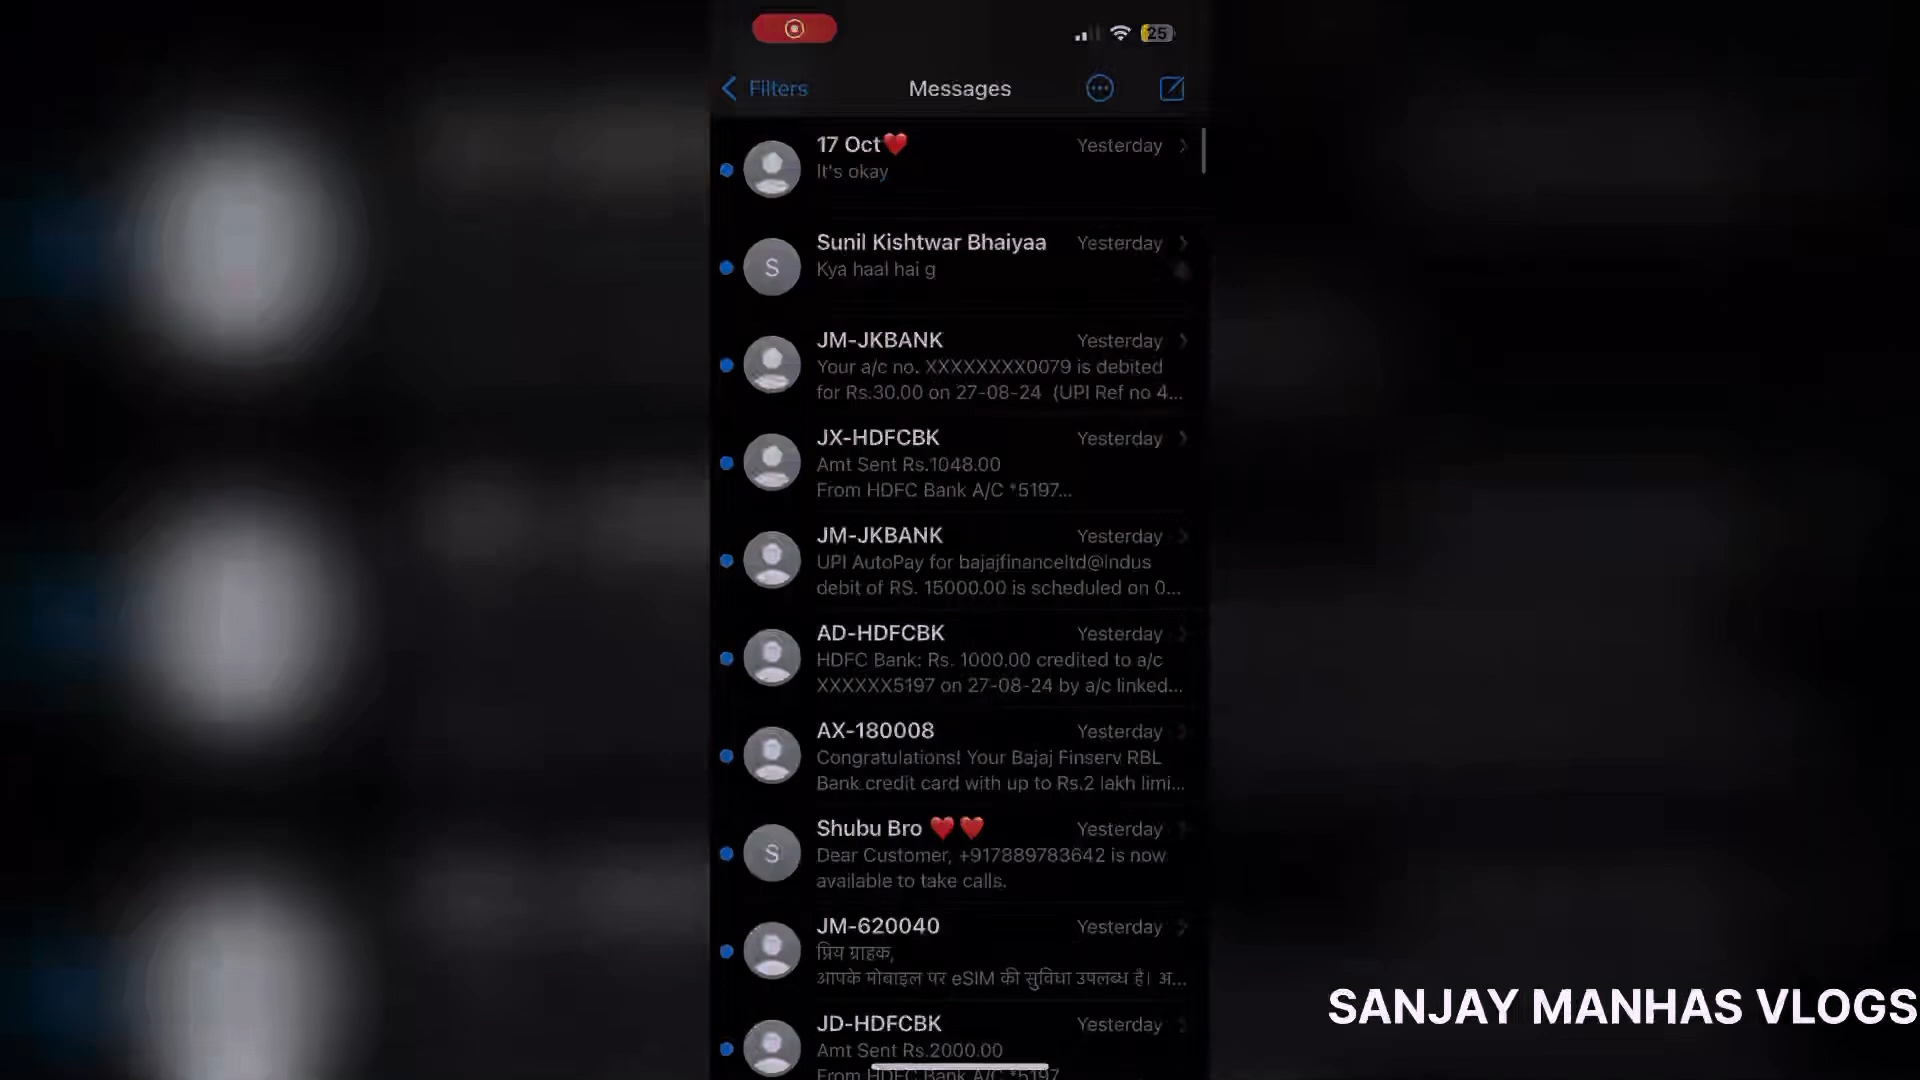 25
Filters
Messages
17 Oct❤️
Yesterday
It's okay
Sunil Kishtwar Bhaiyaa
Yesterday
S
Kya haal hai g
JM-JKBANK
Yesterday
Your a/c no. XXXXXXXX0079 is debited
for Rs.30.00 on 27-08-24 (UPI Ref no 4...
JX-HDFCBK
Yesterday
Amt Sent Rs.1048.00
From HDFC Bank A/C *5197...
JM-JKBANK
Yesterday
UPI AutoPay for bajajfinanceltd@indus
debit of RS. 15000.00 is scheduled on 0...
AD-HDFCBK
Yesterday
HDFC Bank: Rs. 1000.00 credited to a/c
XXXXXX5197 on 27-08-24 by a/c linked...
AX-180008
Yesterday
Congratulations! Your Bajaj Finserv RBL
Bank credit card with up to Rs.2 lakh limi...
Shubu Bro ❤️❤️
Yesterday
S
Dear Customer, +917889783642 is now
available to take calls.
JM-620040
Yesterday
प्रिय ग्राहक,
आपके मोबाइल पर eSIM की सुविधा उपलब्ध है। अ...
JD-HDFCBK
Yesterday
Amt Sent Rs.2000.00
From HDFC Bank A/C *5197
SANJAY MANHAS VLOGS